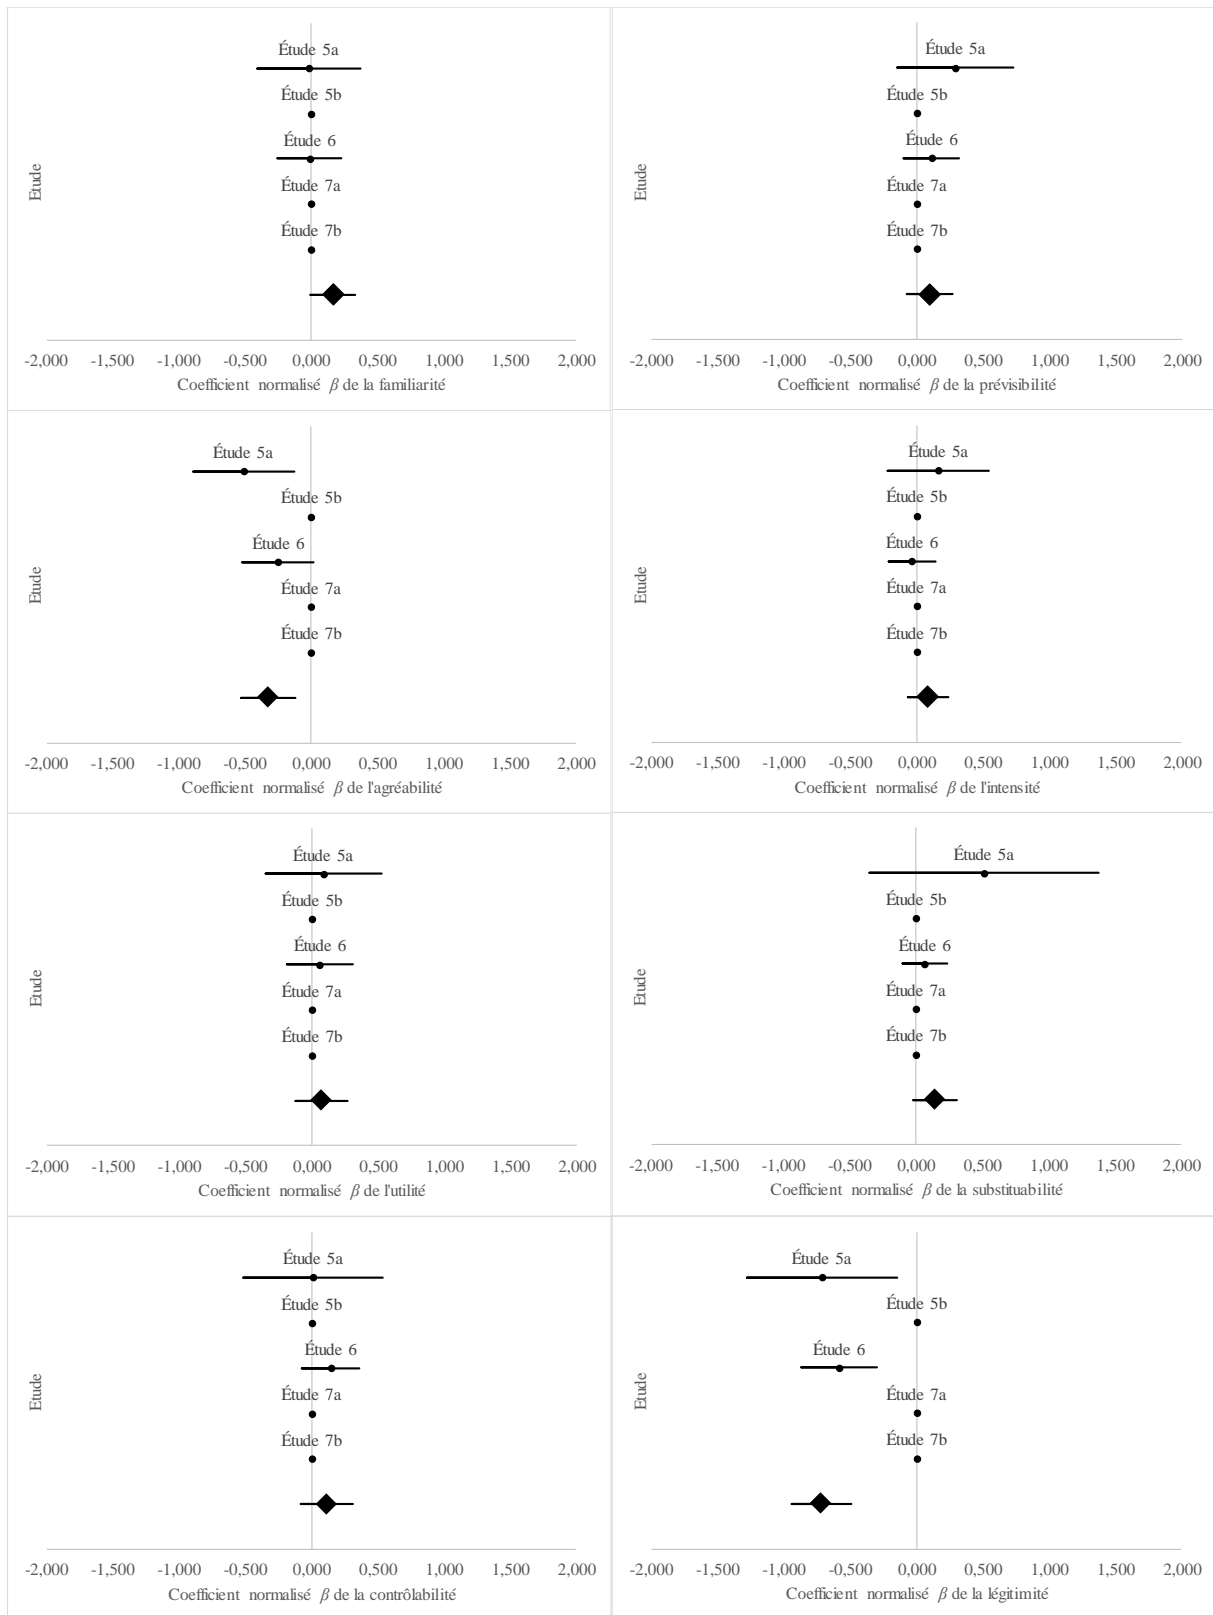 Étude 5a
Étude 5b
Étude 6
Étude 7a
Étude 7b
Etude
-2,000 -1,500 -1,000 -0,500 0,000 0,500 1,000 1,500 2,000
Coefficient normalisé β de la familiarité
Étude 5a
Étude 5b
Étude 6
Étude 7a
Étude 7b
Etude
-2,000 -1,500 -1,000 -0,500 0,000 0,500 1,000 1,500 2,000
Coefficient normalisé β de la prévisibilité
Étude 5a
Étude 5b
Étude 6
Étude 7a
Étude 7b
Etude
-2,000 -1,500 -1,000 -0,500 0,000 0,500 1,000 1,500 2,000
Coefficient normalisé β de l'agréabilité
Étude 5a
Étude 5b
Étude 6
Étude 7a
Étude 7b
Etude
-2,000 -1,500 -1,000 -0,500 0,000 0,500 1,000 1,500 2,000
Coefficient normalisé β de l'intensité
Étude 5a
Étude 5b
Étude 6
Étude 7a
Étude 7b
Etude
-2,000 -1,500 -1,000 -0,500 0,000 0,500 1,000 1,500 2,000
Coefficient normalisé β de l'utilité
Étude 5a
Étude 5b
Étude 6
Étude 7a
Étude 7b
Etude
-2,000 -1,500 -1,000 -0,500 0,000 0,500 1,000 1,500 2,000
Coefficient normalisé β de la substituabilité
Étude 5a
Étude 5b
Étude 6
Étude 7a
Étude 7b
Etude
-2,000 -1,500 -1,000 -0,500 0,000 0,500 1,000 1,500 2,000
Coefficient normalisé β de la contrôlabilité
Étude 5a
Étude 5b
Étude 6
Étude 7a
Étude 7b
Etude
-2,000 -1,500 -1,000 -0,500 0,000 0,500 1,000 1,500 2,000
Coefficient normalisé β de la légitimité